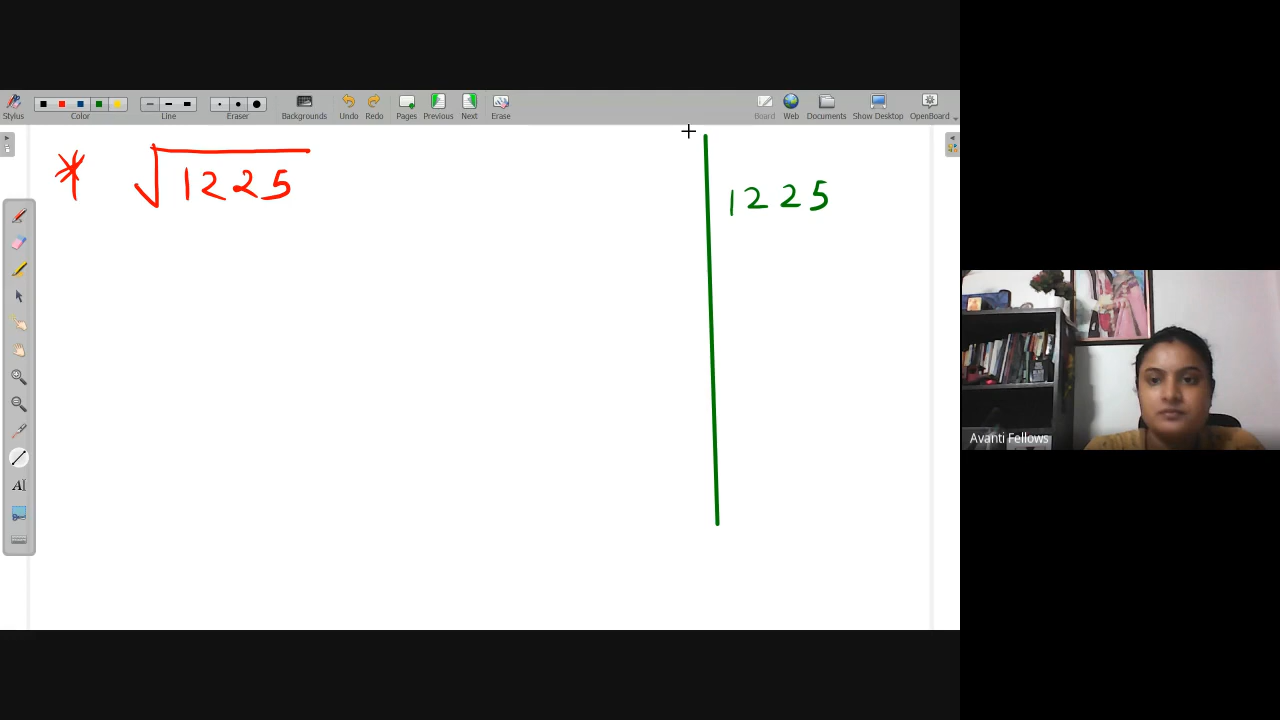 Stylus Color Line Eraser Backgrounds Undo Redo Pages Previous Next Erase Board Web Documents Show Desktop OpenBoard
* √1225
1225
AI
Avanti Fellows